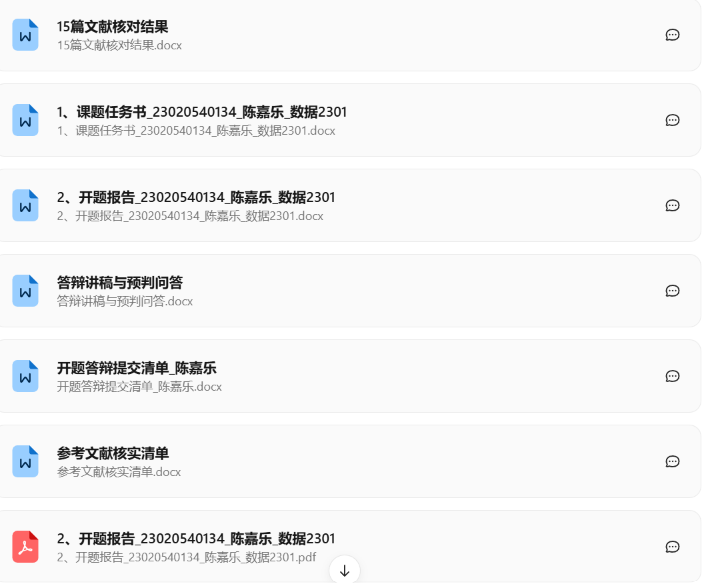 15篇文献核对结果
15篇文献核对结果.docx
1、课题任务书_23020540134_陈嘉乐_数据2301
1、课题任务书_23020540134_陈嘉乐_数据2301.docx
2、开题报告_23020540134_陈嘉乐_数据2301
2、开题报告_23020540134_陈嘉乐_数据2301.docx
答辩讲稿与预判问答
答辩讲稿与预判问答.docx
开题答辩提交清单_陈嘉乐
开题答辩提交清单_陈嘉乐.docx
参考文献核实清单
参考文献核实清单.docx
2、开题报告_23020540134_陈嘉乐_数据2301
2、开题报告_23020540134_陈嘉乐_数据2301.pdf